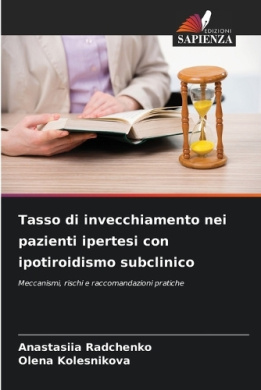 EDIZIONI
SAPIENZA
Tasso di invecchiamento nei
pazienti ipertesi con
ipotiroidismo subclinico
Meccanismi, rischi e raccomandazioni pratiche
Anastasiia Radchenko
Olena Kolesnikova